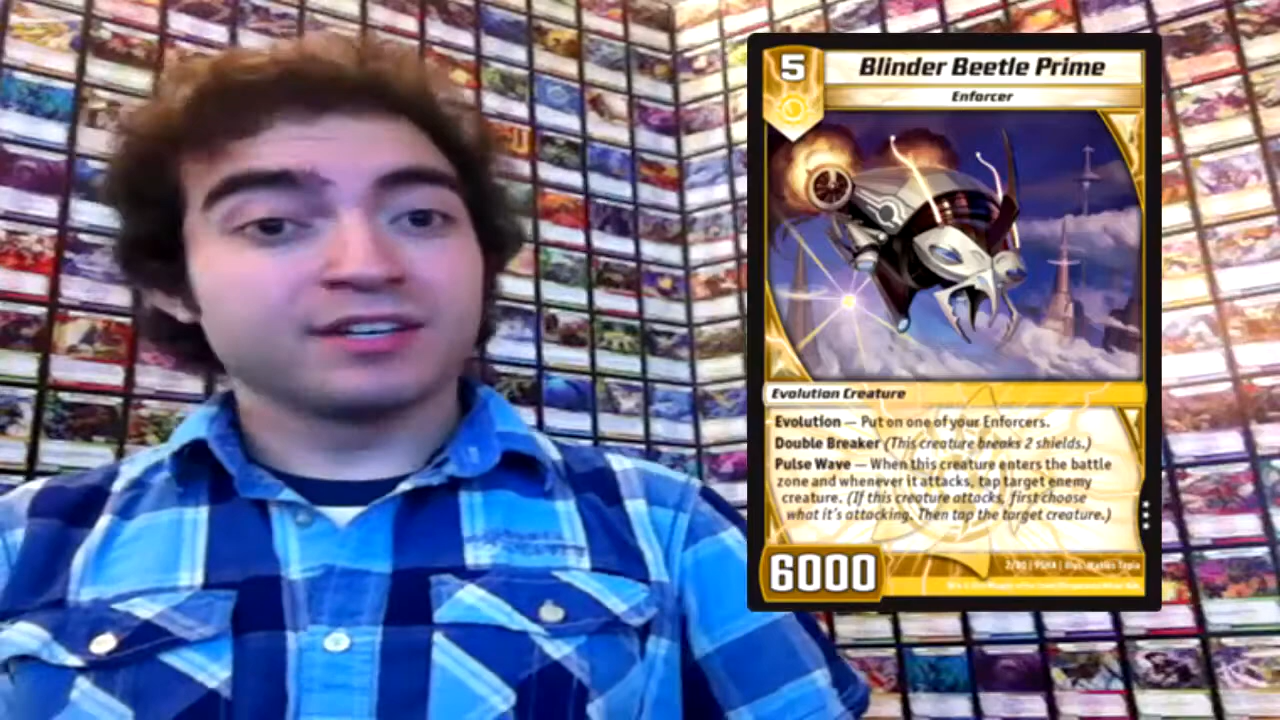 5
Blinder Beetle Prime
Enforcer
Evolution Creature
Evolution — Put on one of your Enforcers.
Double Breaker (This creature breaks 2 shields.)
Pulse Wave — When this creature enters the battle
zone and whenever it attacks, tap target enemy
creature. (If this creature attacks, first choose
what it's attacking. Then tap the target creature.)
6000